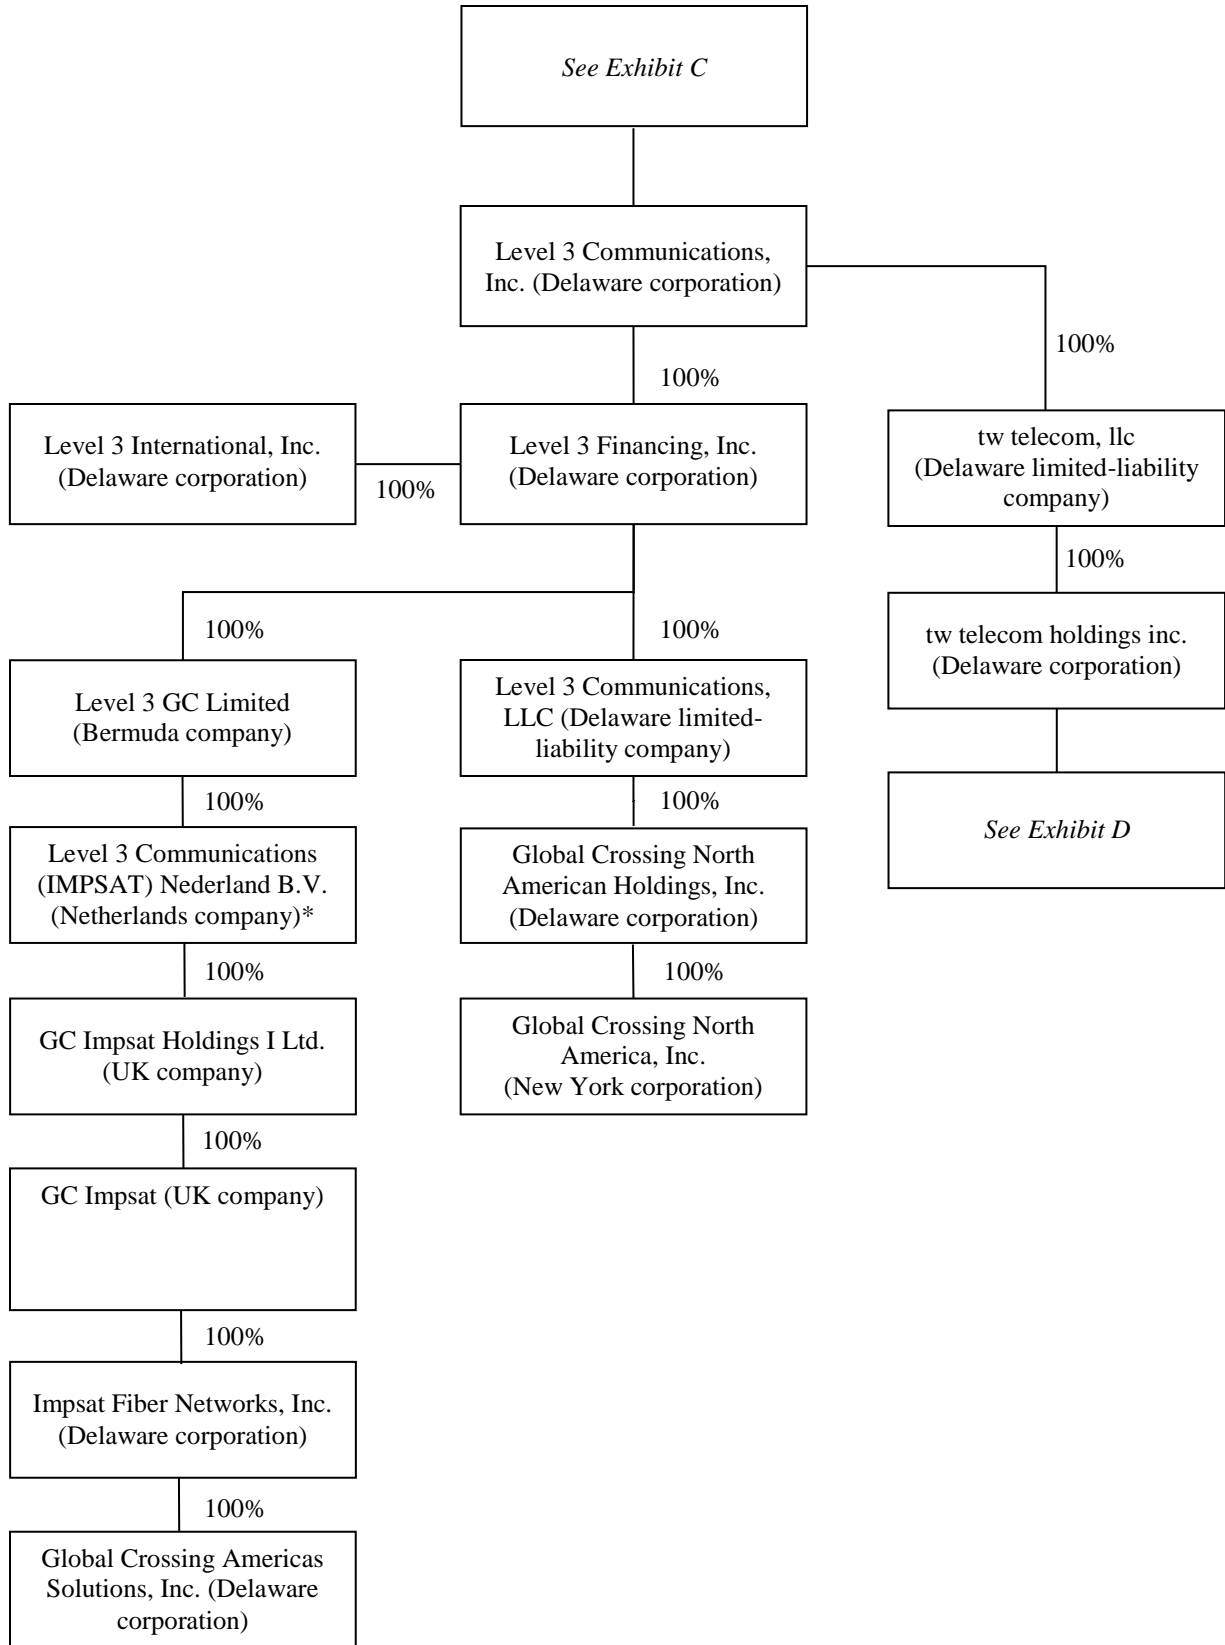 See Exhibit C
Level 3 Communications,
Inc. (Delaware corporation)
100%
100%
Level 3 International, Inc.
(Delaware corporation)
100%
Level 3 Financing, Inc.
(Delaware corporation)
tw telecom, llc
(Delaware limited-liability
company)
100%
100%
100%
tw telecom holdings inc.
(Delaware corporation)
Level 3 GC Limited
(Bermuda company)
Level 3 Communications,
LLC (Delaware limited-
liability company)
100%
100%
See Exhibit D
Level 3 Communications
(IMPSAT) Nederland B.V.
(Netherlands company)*
Global Crossing North
American Holdings, Inc.
(Delaware corporation)
100%
100%
GC Impsat Holdings I Ltd.
(UK company)
Global Crossing North
America, Inc.
(New York corporation)
100%
GC Impsat (UK company)
100%
Impsat Fiber Networks, Inc.
(Delaware corporation)
100%
Global Crossing Americas
Solutions, Inc. (Delaware
corporation)